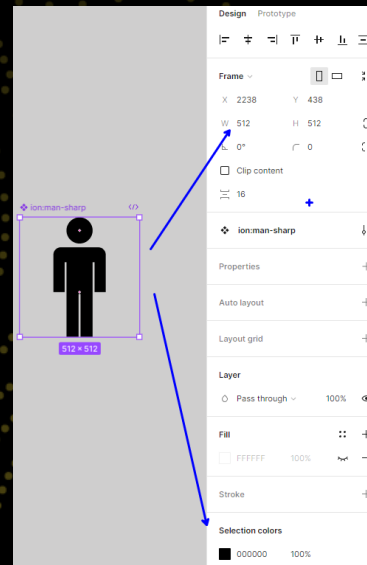 Design Prototype
Frame
X 2238 Y 438
W 512 H 512
0° 0
Clip content
16
ion:man-sharp
ion:man-sharp
512 × 512
Properties
Auto layout
Layout grid
Layer
Pass through 100%
Fill
FFFFFF 100%
Stroke
Selection colors
000000 100%